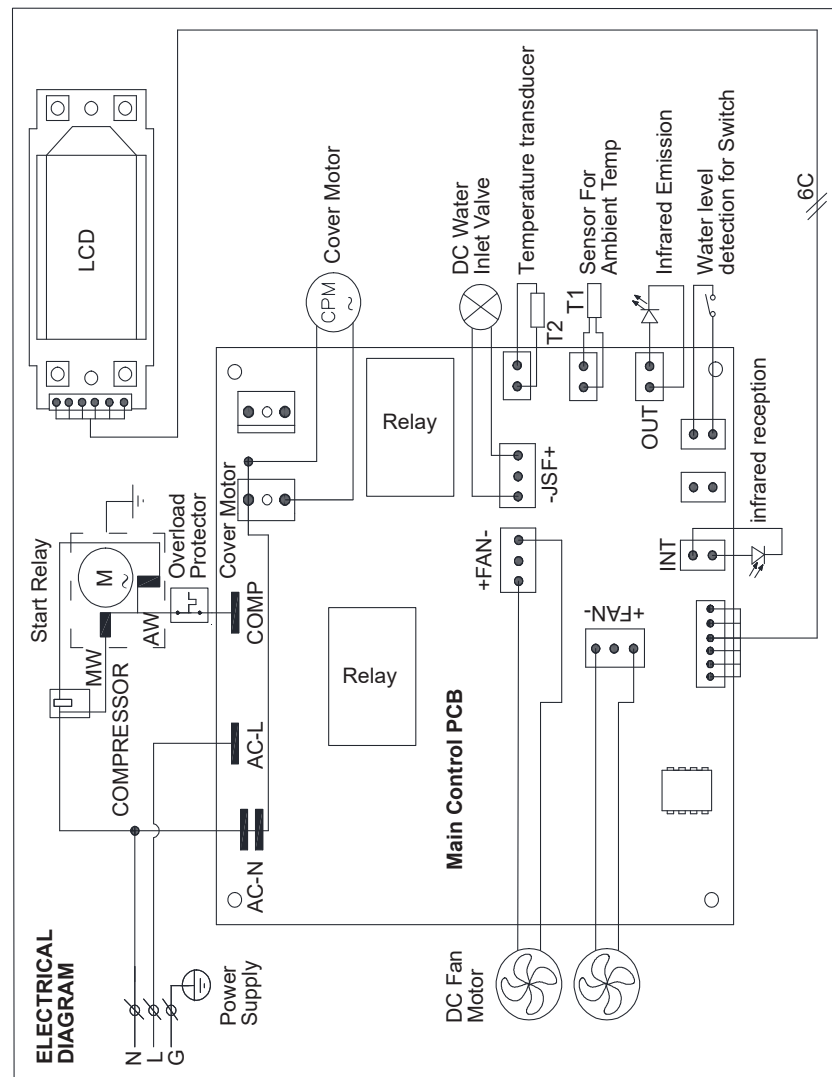 ELECTRICAL
DIAGRAM
N
L
G
Power
Supply
LCD
Start Relay
MW
AW
M
~
COMPRESSOR
Overload
Protector
Cover Motor
COMP
AC-L
AC-N
CPM
~
Cover Motor
Relay
Relay
Main Control PCB
DC Water
Inlet Valve
-JSF+
Temperature transducer
T2
Sensor For
Ambient Temp
T1
Infrared Emission
OUT
Water level
detection for Switch
6C
infrared reception
INT
+FAN-
+FAN-
DC Fan
Motor